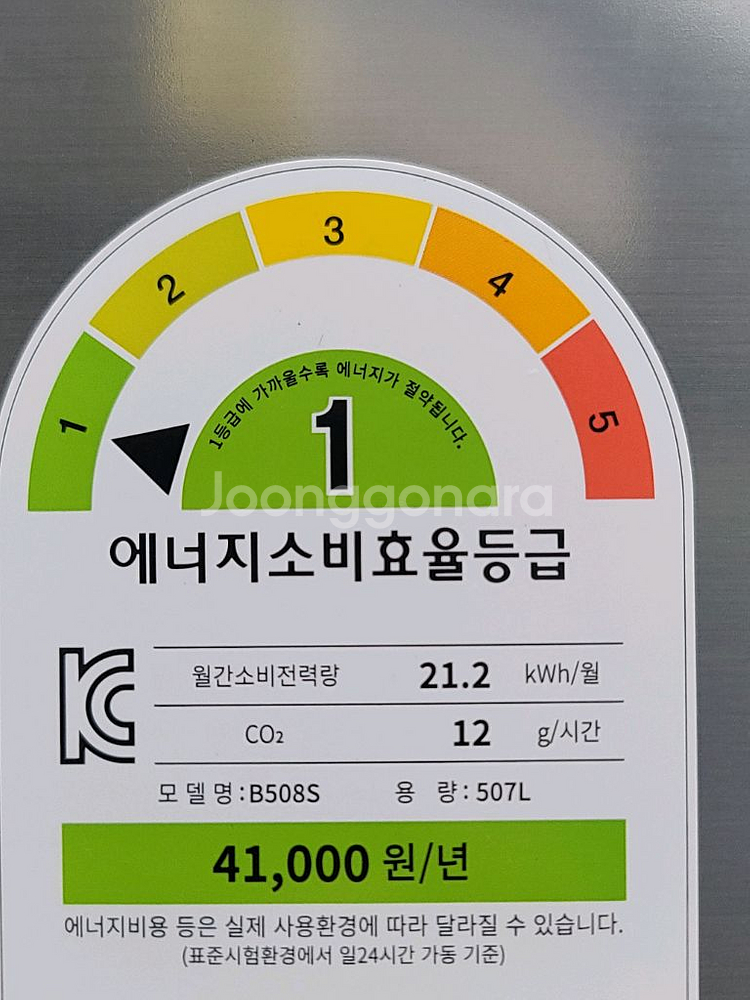 3
2
4
1
5
1등급에 가까울수록 에너지가 절약됩니다.
1
Joonggonara
에너지소비효율등급
월간소비전력량 21.2 kWh/월
CO₂ 12 g/시간
모델명:B508S 용 량:507L
41,000 원/년
에너지비용 등은 실제 사용환경에 따라 달라질 수 있습니다.
(표준시험환경에서 일24시간 가동 기준)